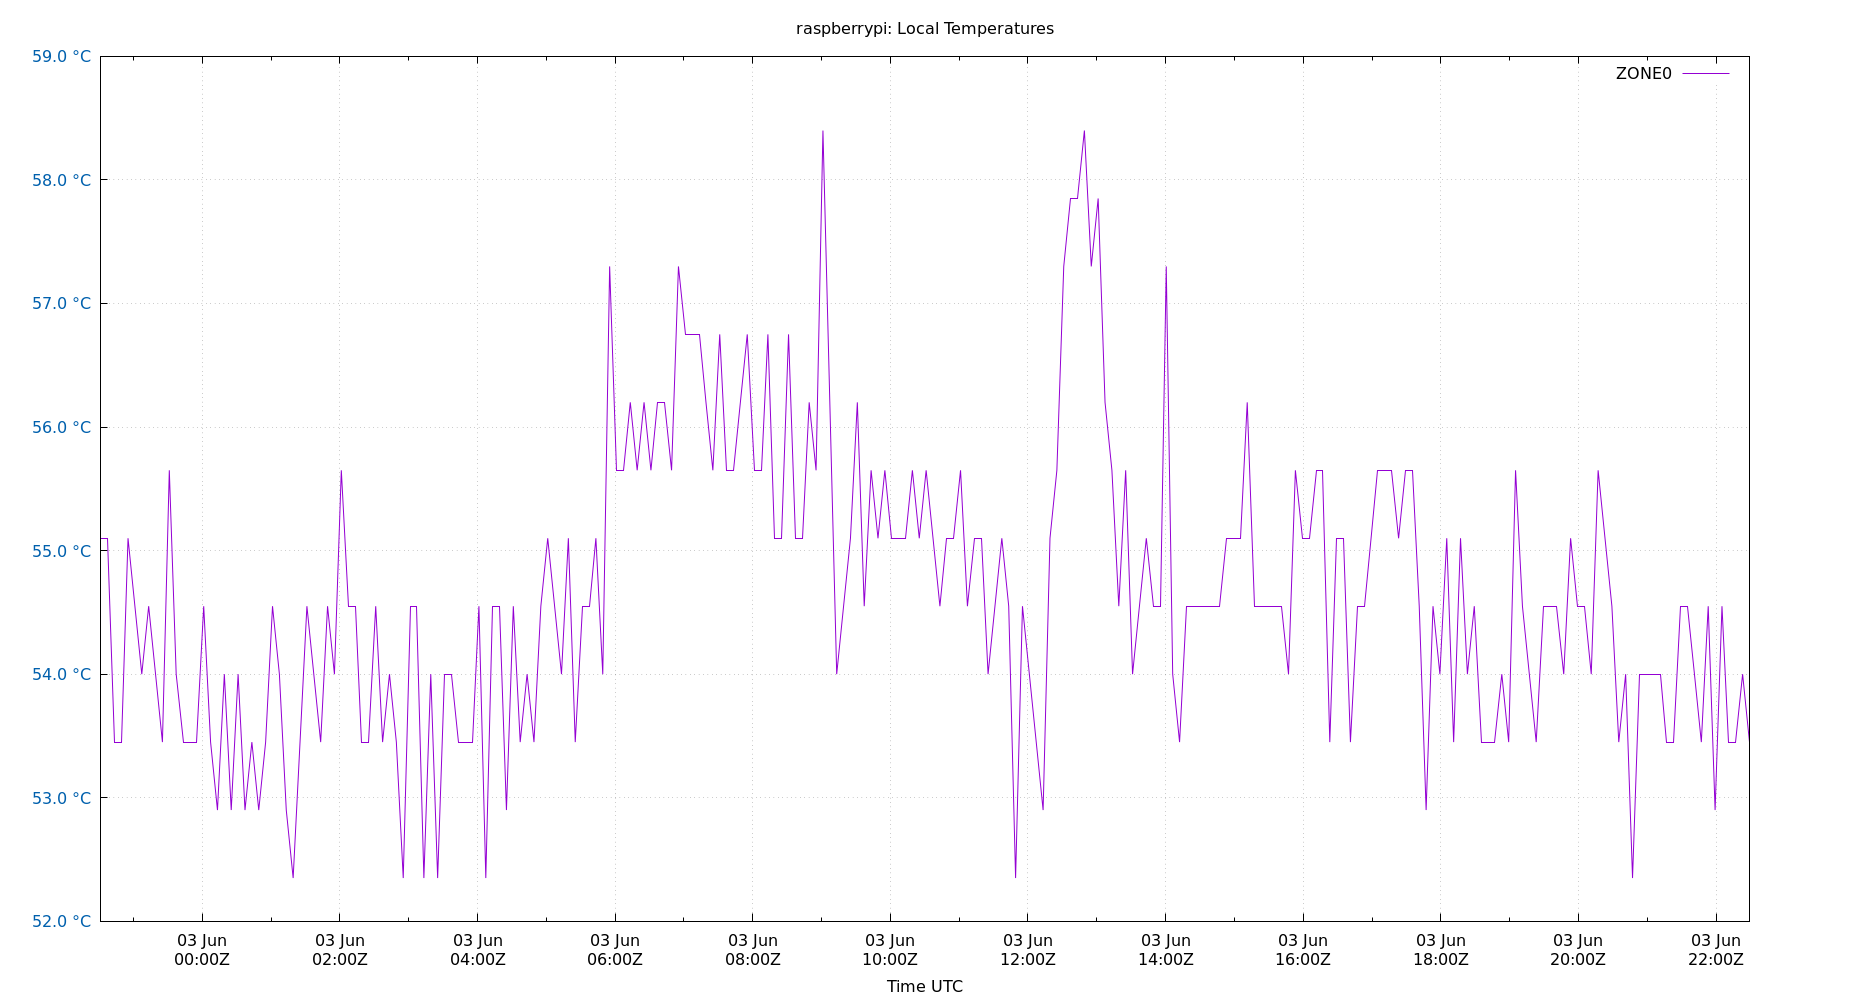 raspberrypi: Local Temperatures
ZONE0
59.0 °C
58.0 °C
57.0 °C
56.0 °C
55.0 °C
54.0 °C
53.0 °C
52.0 °C
03 Jun 03 Jun 03 Jun 03 Jun 03 Jun 03 Jun 03 Jun 03 Jun 03 Jun 03 Jun 03 Jun 03 Jun
00:00Z 02:00Z 04:00Z 06:00Z 08:00Z 10:00Z 12:00Z 14:00Z 16:00Z 18:00Z 20:00Z 22:00Z
Time UTC